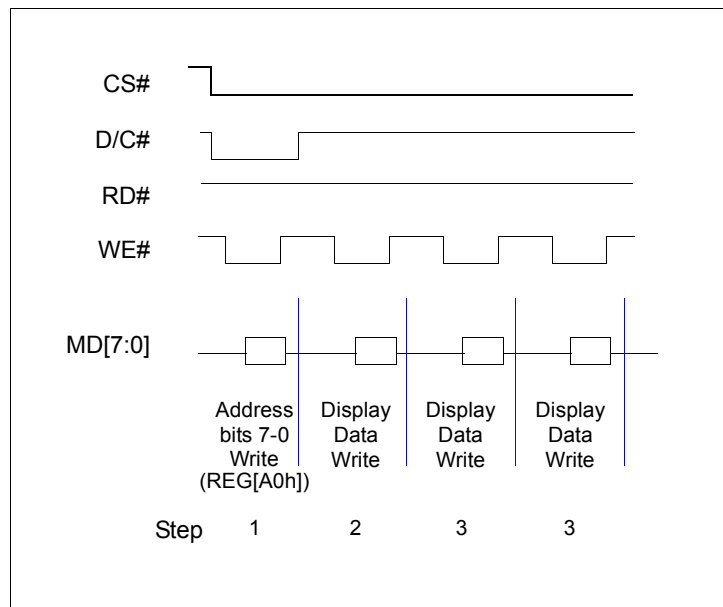 CS#
D/C#
RD#
WE#
MD[7:0]
Address
bits 7-0
Write
(REG[A0h])
Display
Data
Write
Display
Data
Write
Display
Data
Write
Step 1 2 3 3